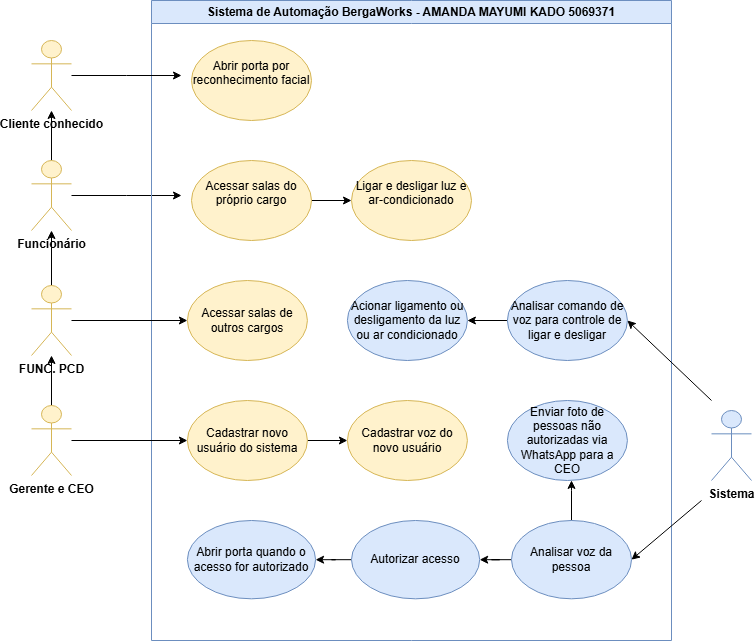 Sistema de Automação BergaWorks - AMANDA MAYUMI KADO 5069371
Abrir porta por
reconhecimento facial
Cliente conhecido
Acessar salas do
próprio cargo
Ligar e desligar luz e
ar-condicionado
Funcionário
Acessar salas de
outros cargos
Acionar ligamento ou
desligamento da luz
ou ar condicionado
Analisar comando de
voz para controle de
ligar e desligar
FUNC. PCD
Cadastrar novo
usuário do sistema
Cadastrar voz do
novo usuário
Enviar foto de
pessoas não
autorizadas via
WhatsApp para a
CEO
Gerente e CEO
Sistema
Abrir porta quando o
acesso for autorizado
Autorizar acesso
Analisar voz da
pessoa